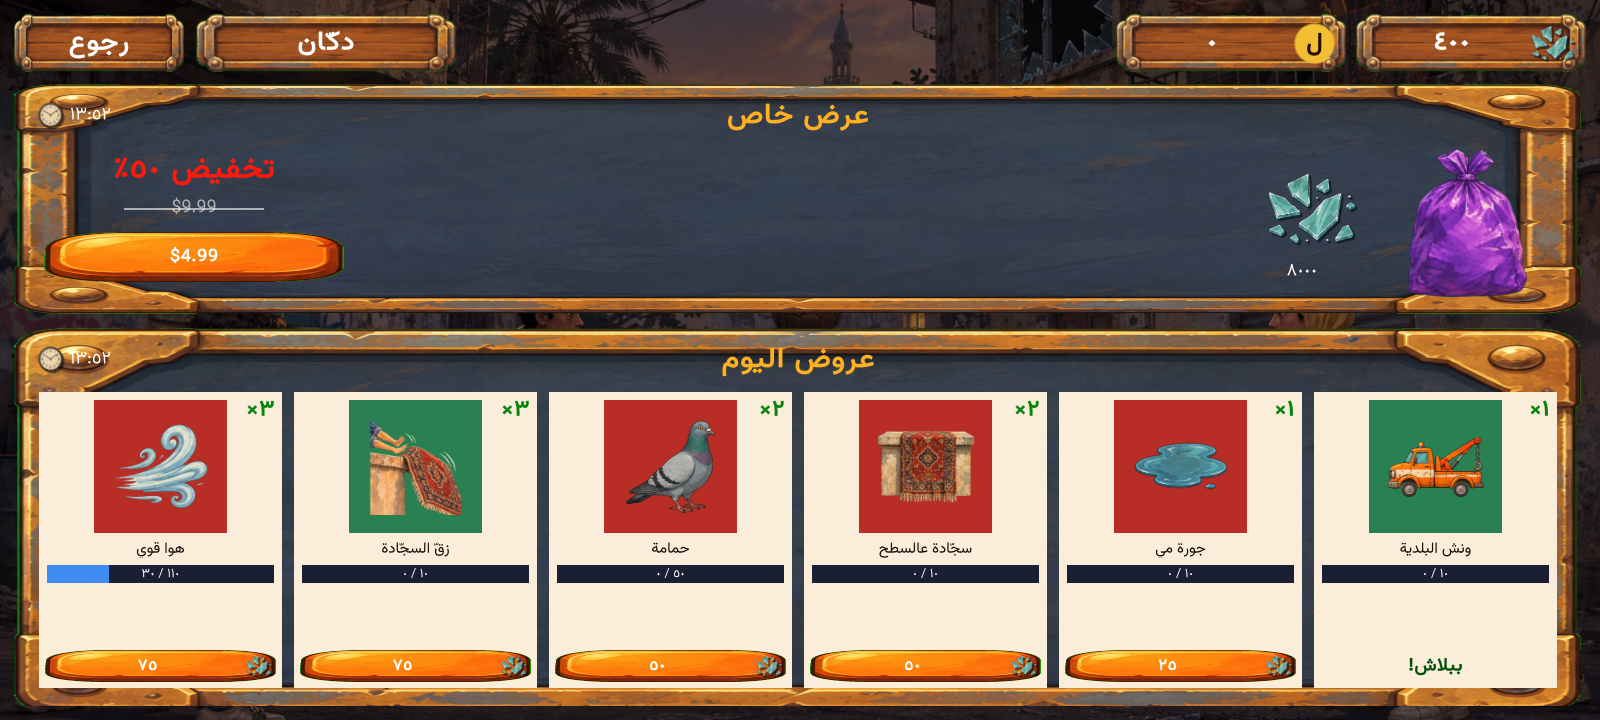 ٤٠٠
ل
٠
دكّان
رجوع
عرض خاص
١٣:٥٢
تخفيض ٥٠٪
$9.99
$4.99
٨٠٠٠
عروض اليوم
١٣:٥٢
×١
ونش البلدية
٠ / ١٠
ببلاش!
×١
جورة مي
٠ / ١٠
٢٥
×٢
سجّادة عالسطح
٠ / ١٠
٥٠
×٢
حمامة
٠ / ٥٠
٥٠
×٣
زقّ السجّادة
٠ / ١٠
٧٥
×٣
هوا قوي
٣٠ / ١١٠
٧٥